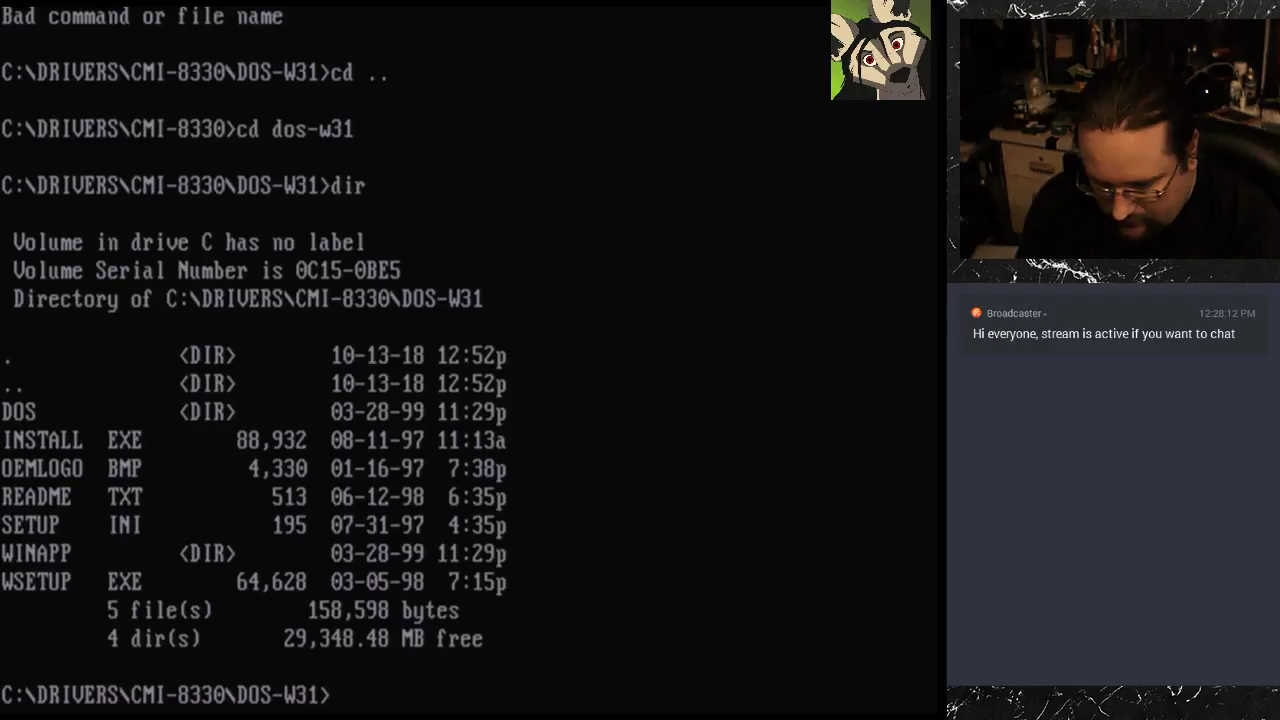 Bad command or file name
C:\DRIVERS\CMI-8330\DOS-W31>cd ..
C:\DRIVERS\CMI-8330>cd dos-w31
C:\DRIVERS\CMI-8330\DOS-W31>dir
Volume in drive C has no label
Volume Serial Number is 0C15-0BE5
Directory of C:\DRIVERS\CMI-8330\DOS-W31
. <DIR> 10-13-18 12:52p
.. <DIR> 10-13-18 12:52p
DOS <DIR> 03-28-99 11:29p
INSTALL EXE 88,932 08-11-97 11:13a
OEMLOGO BMP 4,330 01-16-97 7:38p
README TXT 513 06-12-98 6:35p
SETUP INI 195 07-31-97 4:35p
WINAPP <DIR> 03-28-99 11:29p
WSETUP EXE 64,628 03-05-98 7:15p
5 file(s) 158,598 bytes
4 dir(s) 29,348.48 MB free
C:\DRIVERS\CMI-8330\DOS-W31>
Broadcaster 12:28:12 PM
Hi everyone, stream is active if you want to chat